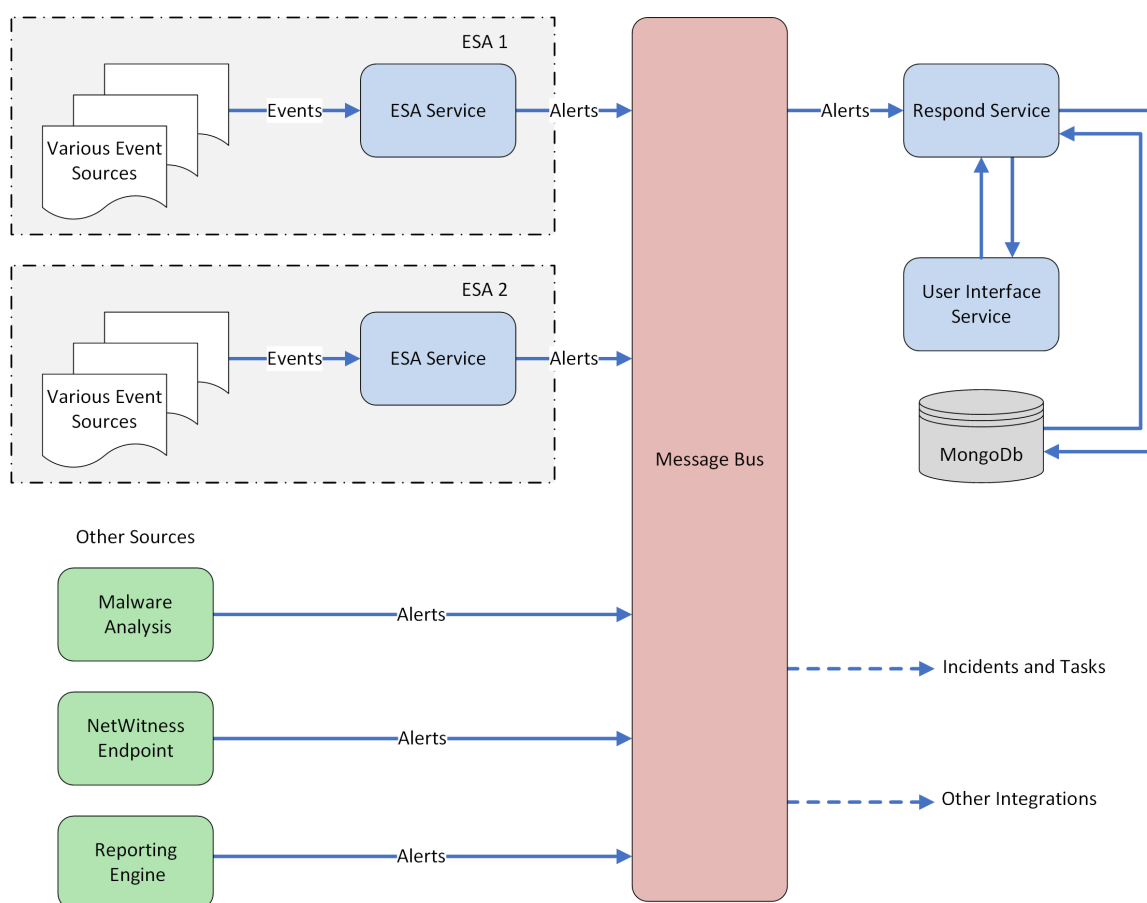 ESA 1
Various Event
Sources
Events
ESA Service
Alerts
ESA 2
Various Event
Sources
Events
ESA Service
Alerts
Other Sources
Malware
Analysis
Alerts
NetWitness
Endpoint
Alerts
Reporting
Engine
Alerts
Message Bus
Alerts
Respond Service
User Interface
Service
MongoDb
Incidents and Tasks
Other Integrations